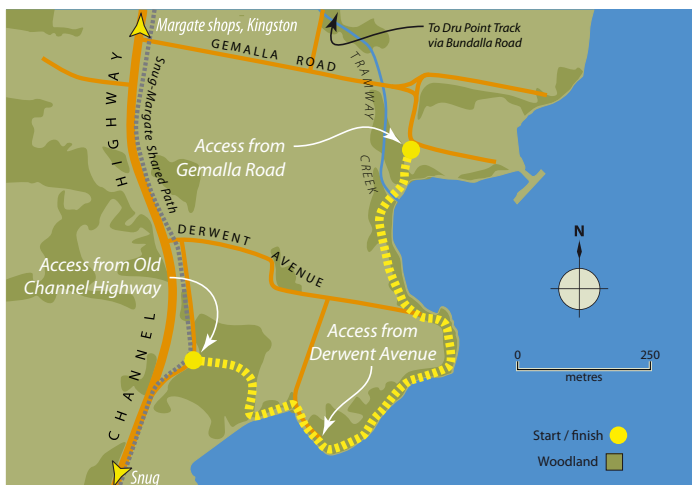 Margate shops, Kingston
To Dru Point Track
via Bundalla Road
GEMALLA ROAD
TRAMWAY CREEK
HIGHWAY
Snug-Margate Shared Path
Access from
Gemalla Road
DERWENT AVENUE
N
Access from Old
Channel Highway
Access from
Derwent Avenue
CHANNEL
0 250
metres
Start / finish
Woodland
Snug